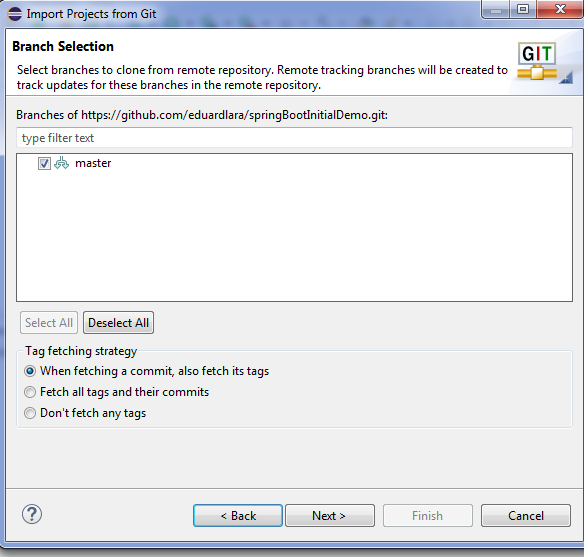 Import Projects from Git
Branch Selection
Select branches to clone from remote repository. Remote tracking branches will be created to
track updates for these branches in the remote repository.
GIT
Branches of https://github.com/eduardlara/springBootInitialDemo.git:
type filter text
master
Select All
Deselect All
Tag fetching strategy
When fetching a commit, also fetch its tags
Fetch all tags and their commits
Don't fetch any tags
?
< Back
Next >
Finish
Cancel